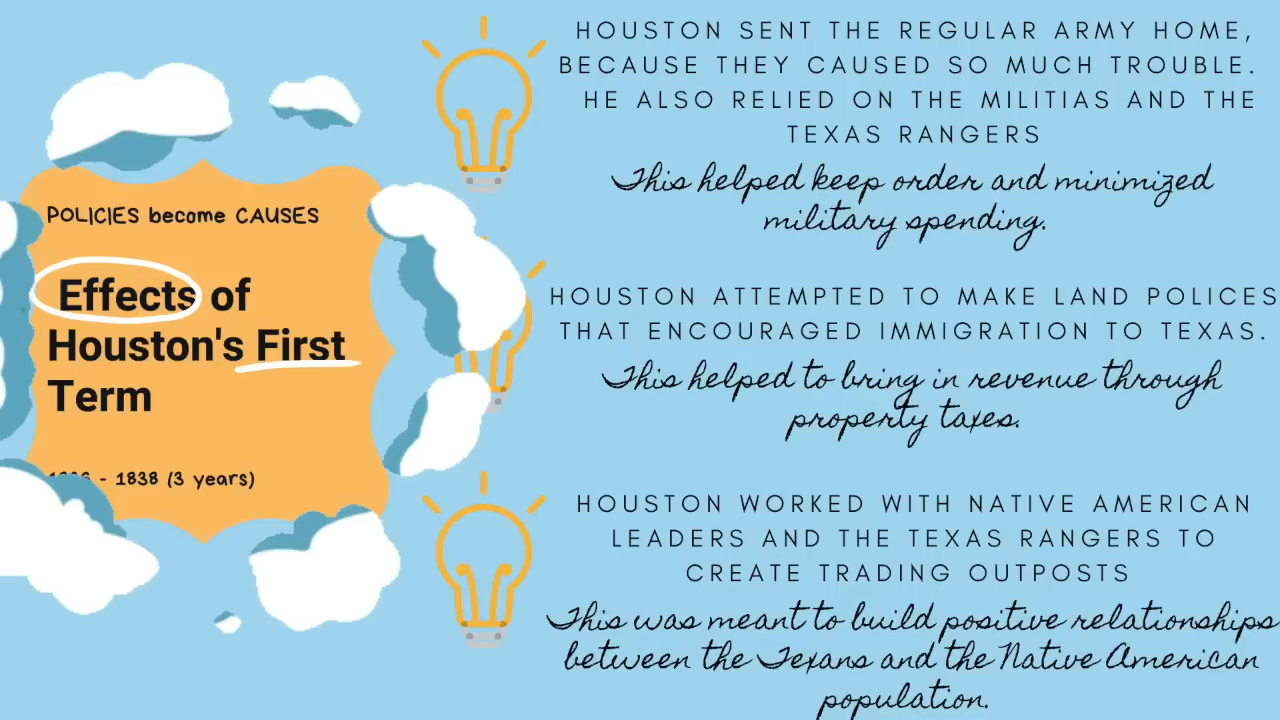 POLICIES become CAUSES
Effects of
Houston's First
Term
- 1838 (3 years)
HOUSTON SENT THE REGULAR ARMY HOME,
BECAUSE THEY CAUSED SO MUCH TROUBLE.
HE ALSO RELIED ON THE MILITIAS AND THE
TEXAS RANGERS
This helped keep order and minimized
military spending.
HOUSTON ATTEMPTED TO MAKE LAND POLICES
THAT ENCOURAGED IMMIGRATION TO TEXAS.
This helped to bring in revenue through
property taxes.
HOUSTON WORKED WITH NATIVE AMERICAN
LEADERS AND THE TEXAS RANGERS TO
CREATE TRADING OUTPOSTS
This was meant to build positive relationships
between the Texans and the Native American
population.